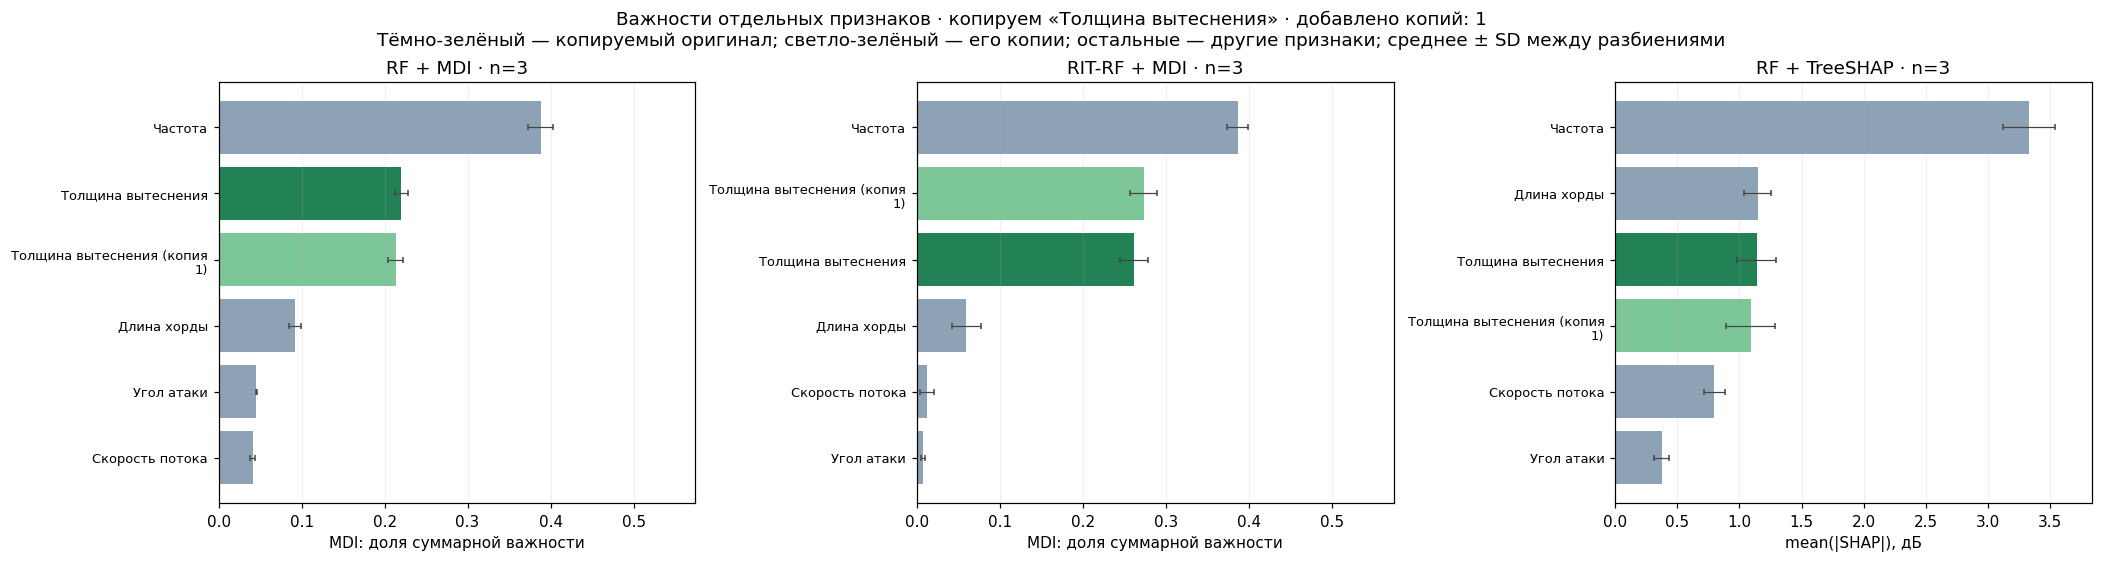 Важности отдельных признаков · копируем «Толщина вытеснения» · добавлено копий: 1
Тёмно-зелёный — копируемый оригинал; светло-зелёный — его копии; остальные — другие признаки; среднее ± SD между разбиениями
RF + MDI · n=3
Частота
Толщина вытеснения
Толщина вытеснения (копия
1)
Длина хорды
Угол атаки
Скорость потока
0.0 0.1 0.2 0.3 0.4 0.5
MDI: доля суммарной важности
RIT-RF + MDI · n=3
Частота
Толщина вытеснения (копия
1)
Толщина вытеснения
Длина хорды
Скорость потока
Угол атаки
0.0 0.1 0.2 0.3 0.4 0.5
MDI: доля суммарной важности
RF + TreeSHAP · n=3
Частота
Длина хорды
Толщина вытеснения
Толщина вытеснения (копия
1)
Скорость потока
Угол атаки
0.0 0.5 1.0 1.5 2.0 2.5 3.0 3.5
mean(|SHAP|), дБ